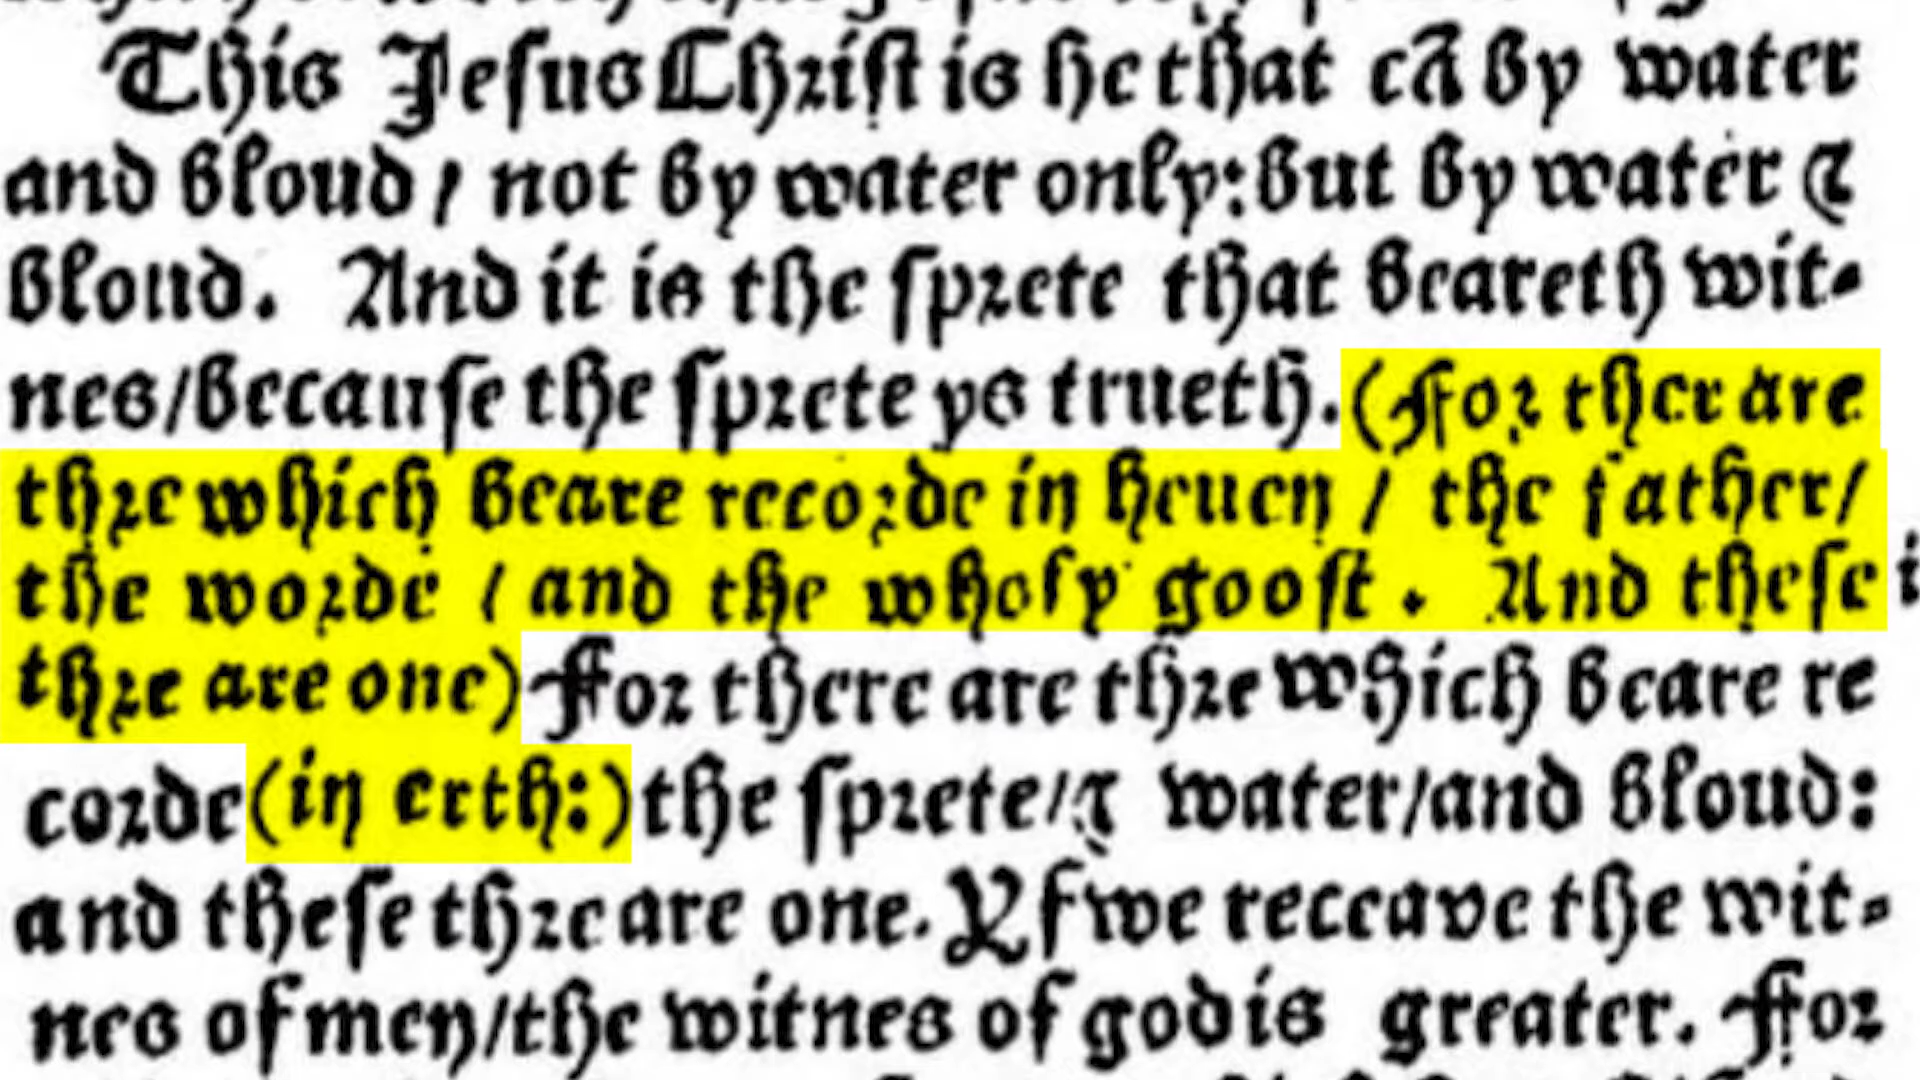 This Jesus Christ is he that cā by water
and bloud / not by water only: but by water &
bloud. And it is the sprete that beareth wit-
nes/because the sprete ys trueth. (For ther are
thre which beare recorde in heuen / the father/
the worde / and the wholy goost. And these
thre are one) For there are thre which beare re
corde (in erth:) the sprete/& water/and bloud:
and these thre are one. Yf we receave the wit-
nes of men/the witnes of god is greater. For